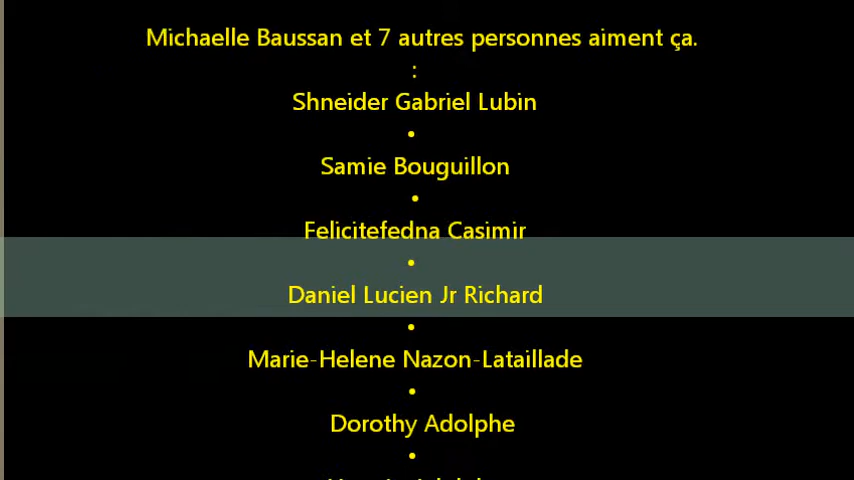 Michaelle Baussan et 7 autres personnes aiment ça.
:
Shneider Gabriel Lubin
•
Samie Bouguillon
•
Felicitefedna Casimir
•
Daniel Lucien Jr Richard
•
Marie-Helene Nazon-Lataillade
•
Dorothy Adolphe
•